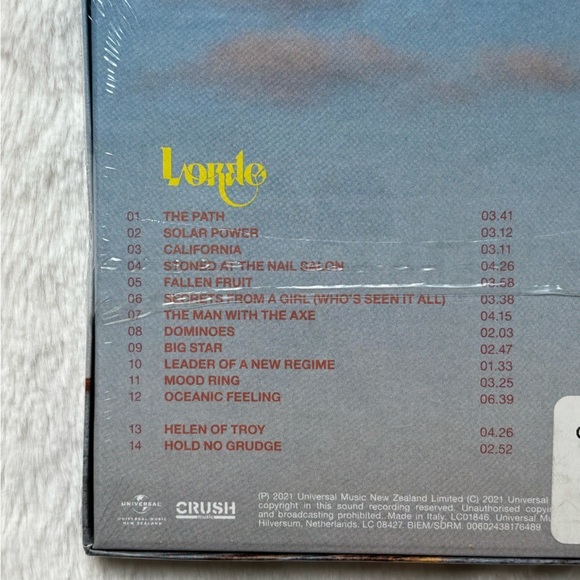 Lorde
01 THE PATH 03.41
02 SOLAR POWER 03.12
03 CALIFORNIA 03.11
04 STONED AT THE NAIL SALON 04:26
05 FALLEN FRUIT 03.58
06 SECRETS FROM A GIRL (WHO'S SEEN IT ALL) 03.38
07 THE MAN WITH THE AXE 04.15
08 DOMINOES 02.03
09 BIG STAR 02.47
10 LEADER OF A NEW REGIME 01.33
11 MOOD RING 03.25
12 OCEANIC FEELING 06.39
13 HELEN OF TROY 04.26
14 HOLD NO GRUDGE 02.52
UNIVERSAL
UNIVERSAL MUSIC
NEW ZEALAND
CRUSH
music
(P) 2021 Universal Music New Zealand Limited (C) 2021 Universal
copyright in this sound recording reserved. Unauthorised copying
and broadcasting prohibited. Made in Italy. LC01846. Universal
Hilversum, Netherlands. LC 08427. BIEM/SDRM. 00602438176489